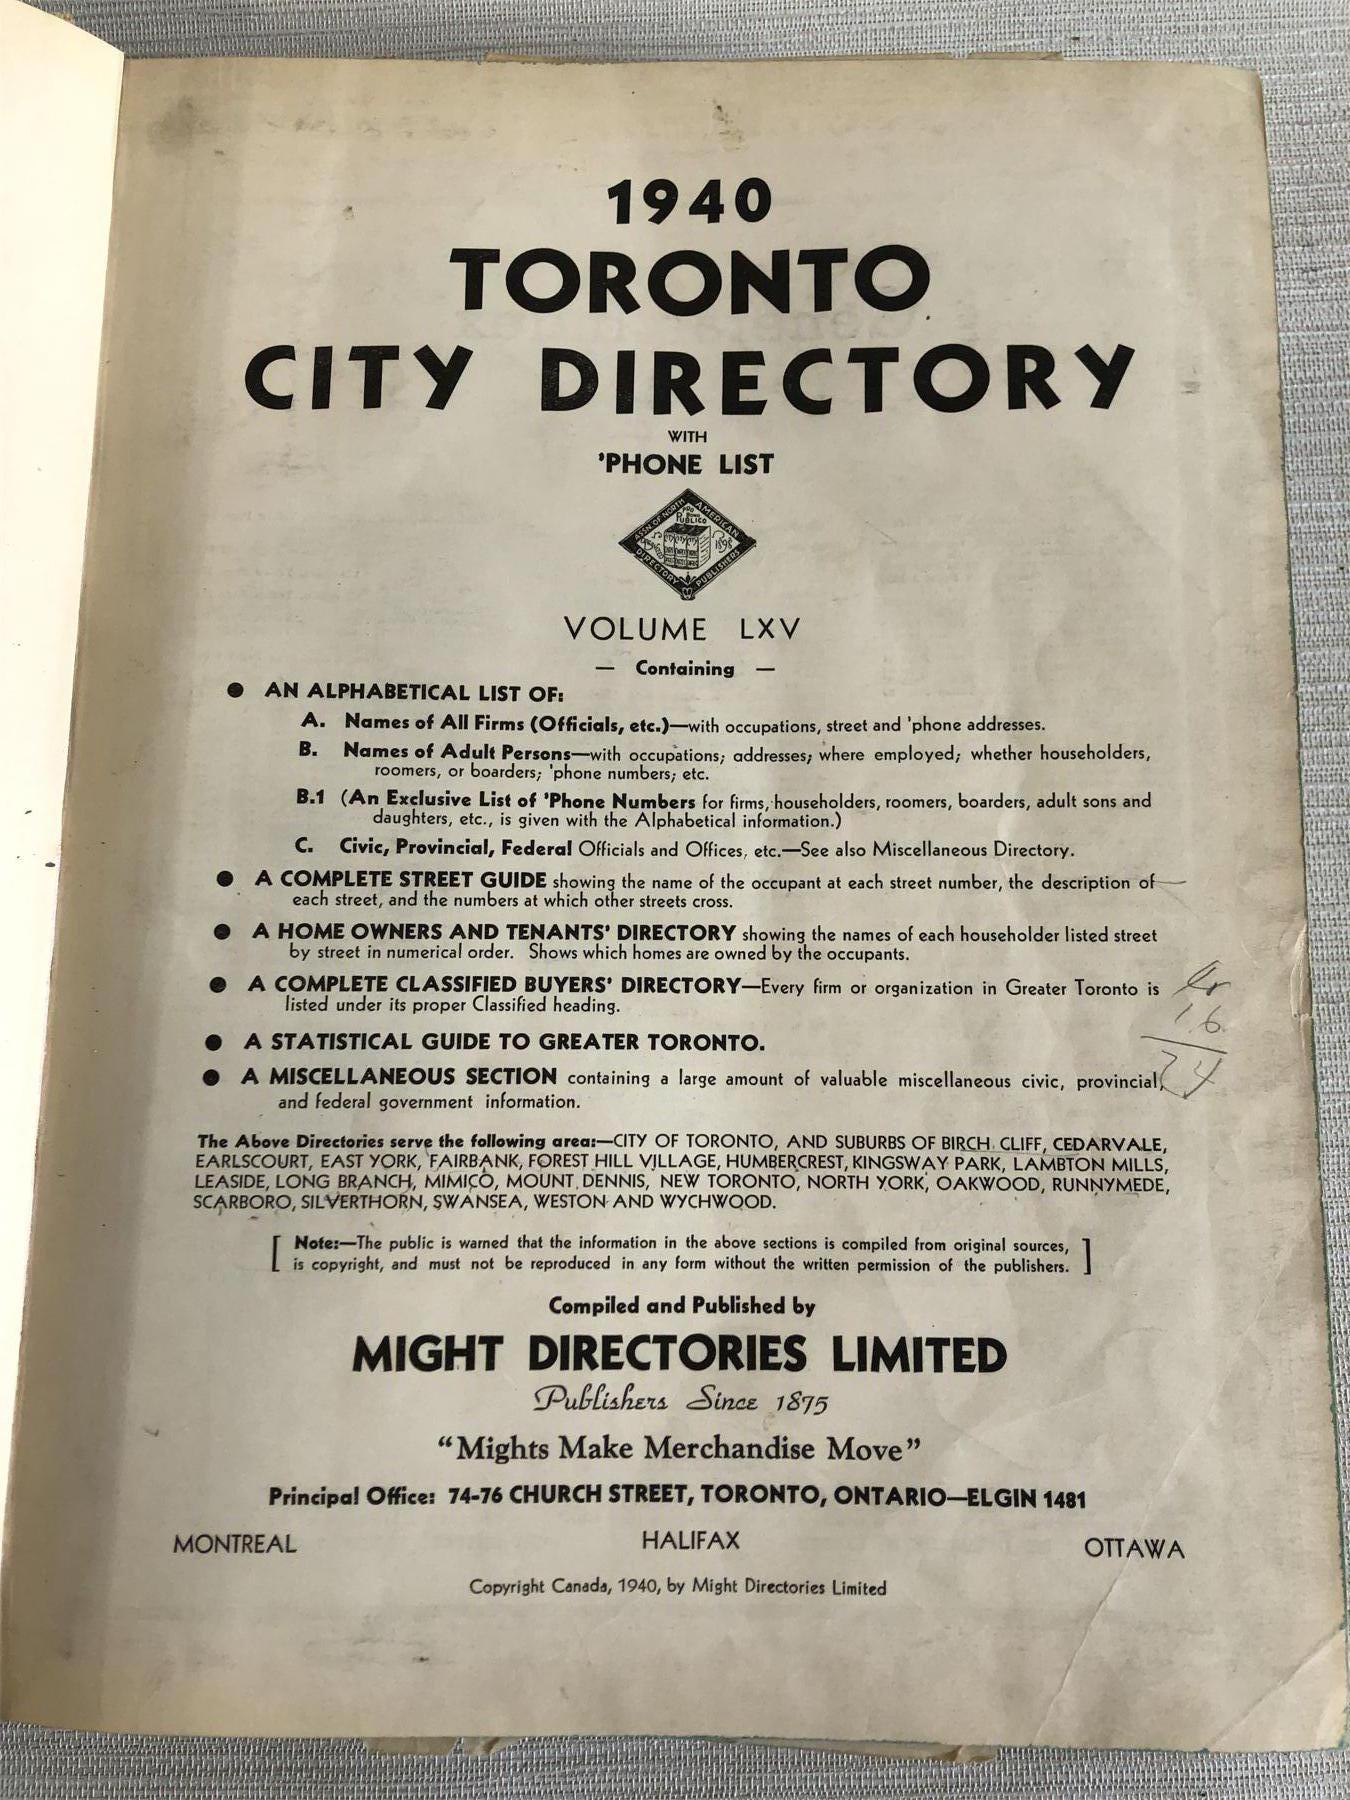 1940
TORONTO
CITY DIRECTORY
WITH
'PHONE LIST
ASSN. OF NORTH AMERICAN
PRO BONO
PUBLICO
1898
DIRECTORY PUBLISHERS
VOLUME LXV
— Containing —
● AN ALPHABETICAL LIST OF:
A. Names of All Firms (Officials, etc.)—with occupations, street and 'phone addresses.
B. Names of Adult Persons—with occupations; addresses; where employed; whether householders,
roomers, or boarders; 'phone numbers; etc.
B.1 (An Exclusive List of 'Phone Numbers for firms, householders, roomers, boarders, adult sons and
daughters, etc., is given with the Alphabetical information.)
C. Civic, Provincial, Federal Officials and Offices, etc.—See also Miscellaneous Directory.
● A COMPLETE STREET GUIDE showing the name of the occupant at each street number, the description of
each street, and the numbers at which other streets cross.
● A HOME OWNERS AND TENANTS' DIRECTORY showing the names of each householder listed street
by street in numerical order. Shows which homes are owned by the occupants.
● A COMPLETE CLASSIFIED BUYERS' DIRECTORY—Every firm or organization in Greater Toronto is
listed under its proper Classified heading.
16
● A STATISTICAL GUIDE TO GREATER TORONTO.
24
● A MISCELLANEOUS SECTION containing a large amount of valuable miscellaneous civic, provincial,
and federal government information.
The Above Directories serve the following area:—CITY OF TORONTO, AND SUBURBS OF BIRCH CLIFF, CEDARVALE,
EARLSCOURT, EAST YORK, FAIRBANK, FOREST HILL VILLAGE, HUMBERCREST, KINGSWAY PARK, LAMBTON MILLS,
LEASIDE, LONG BRANCH, MIMICO, MOUNT DENNIS, NEW TORONTO, NORTH YORK, OAKWOOD, RUNNYMEDE,
SCARBORO, SILVERTHORN, SWANSEA, WESTON AND WYCHWOOD.
[ Note:—The public is warned that the information in the above sections is compiled from original sources,
is copyright, and must not be reproduced in any form without the written permission of the publishers. ]
Compiled and Published by
MIGHT DIRECTORIES LIMITED
Publishers Since 1875
"Mights Make Merchandise Move"
Principal Office: 74-76 CHURCH STREET, TORONTO, ONTARIO—ELGIN 1481
MONTREAL HALIFAX OTTAWA
Copyright Canada, 1940, by Might Directories Limited